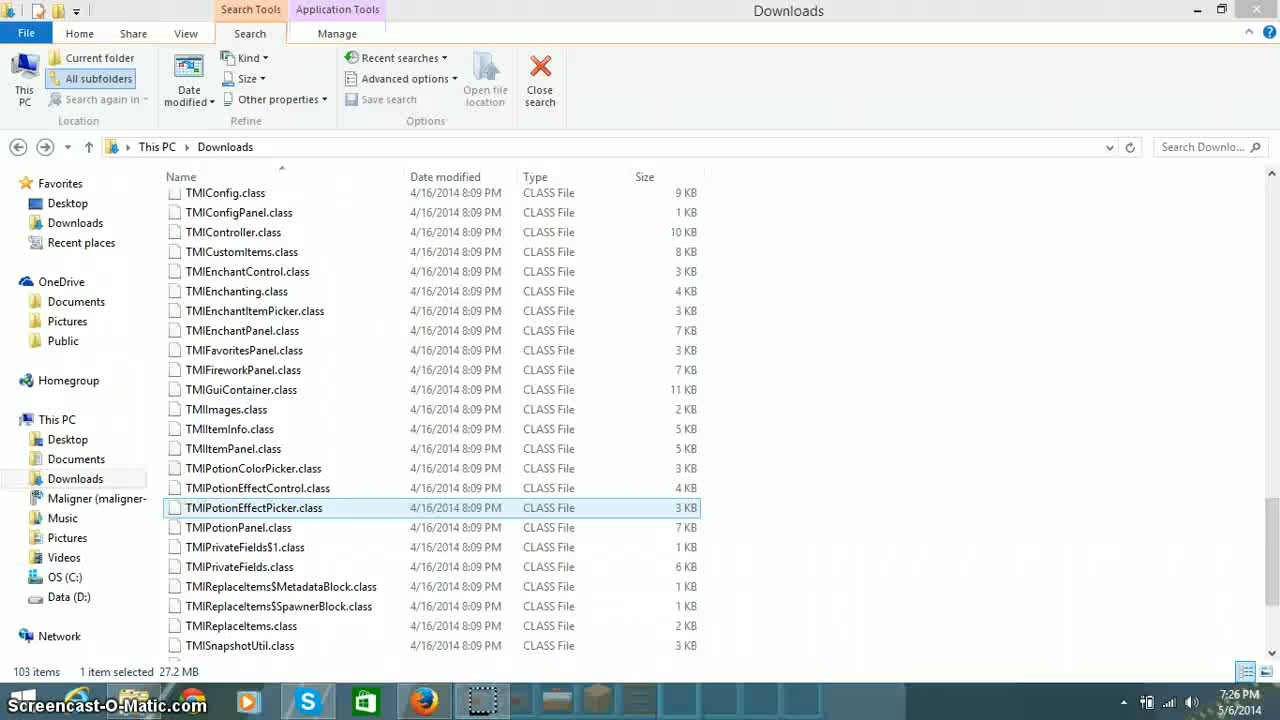 Search Tools
Application Tools
Downloads
File
Home
Share
View
Search
Manage
This PC
Current folder
All subfolders
Search again in
Location
Date modified
Kind
Size
Other properties
Refine
Recent searches
Advanced options
Save search
Open file location
Options
Close search
This PC
Downloads
Search Downlo...
Name
Date modified
Type
Size
Favorites
Desktop
Downloads
Recent places
OneDrive
Documents
Pictures
Public
Homegroup
This PC
Desktop
Documents
Downloads
Maligner (maligner-
Music
Pictures
Videos
OS (C:)
Data (D:)
Network
TMIConfig.class 4/16/2014 8:09 PM CLASS File 9 KB
TMIConfigPanel.class 4/16/2014 8:09 PM CLASS File 1 KB
TMIController.class 4/16/2014 8:09 PM CLASS File 10 KB
TMICustomItems.class 4/16/2014 8:09 PM CLASS File 8 KB
TMIEnchantControl.class 4/16/2014 8:09 PM CLASS File 3 KB
TMIEnchanting.class 4/16/2014 8:09 PM CLASS File 4 KB
TMIEnchantItemPicker.class 4/16/2014 8:09 PM CLASS File 3 KB
TMIEnchantPanel.class 4/16/2014 8:09 PM CLASS File 7 KB
TMIFavoritesPanel.class 4/16/2014 8:09 PM CLASS File 3 KB
TMIFireworkPanel.class 4/16/2014 8:09 PM CLASS File 7 KB
TMIGuiContainer.class 4/16/2014 8:09 PM CLASS File 11 KB
TMIImages.class 4/16/2014 8:09 PM CLASS File 2 KB
TMIItemInfo.class 4/16/2014 8:09 PM CLASS File 5 KB
TMIItemPanel.class 4/16/2014 8:09 PM CLASS File 5 KB
TMIPotionColorPicker.class 4/16/2014 8:09 PM CLASS File 3 KB
TMIPotionEffectControl.class 4/16/2014 8:09 PM CLASS File 4 KB
TMIPotionEffectPicker.class 4/16/2014 8:09 PM CLASS File 3 KB
TMIPotionPanel.class 4/16/2014 8:09 PM CLASS File 7 KB
TMIPrivateFields$1.class 4/16/2014 8:09 PM CLASS File 1 KB
TMIPrivateFields.class 4/16/2014 8:09 PM CLASS File 6 KB
TMIReplaceItems$MetadataBlock.class 4/16/2014 8:09 PM CLASS File 1 KB
TMIReplaceItems$SpawnerBlock.class 4/16/2014 8:09 PM CLASS File 1 KB
TMIReplaceItems.class 4/16/2014 8:09 PM CLASS File 2 KB
TMISnapshotUtil.class 4/16/2014 8:09 PM CLASS File 3 KB
103 items 1 item selected 27.2 MB
Screencast-O-Matic.com
7:26 PM
5/6/2014